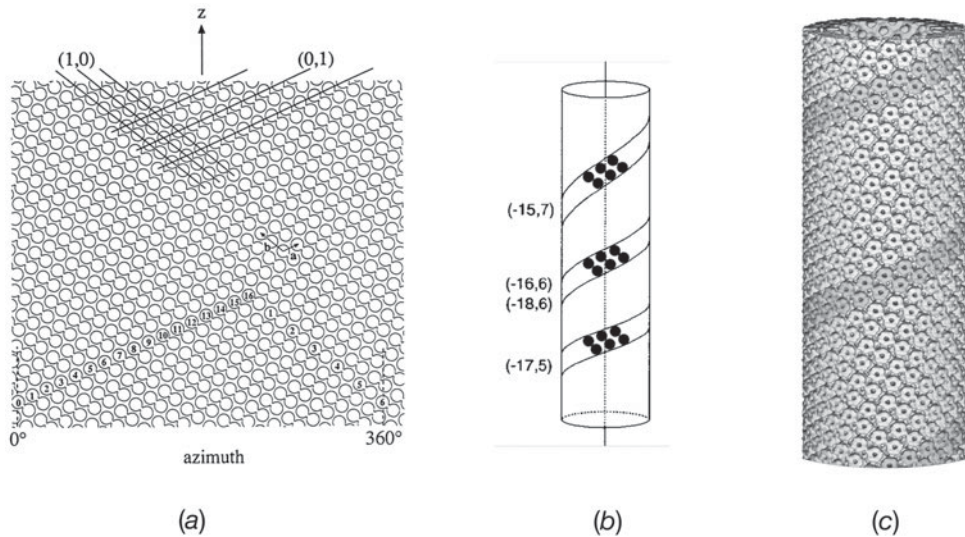 z
(1,0)
(0,1)
b
a
0 1 2 3 4 5 6 7 8 9 10 11 12 13 14 15 16
1
2
3
4
5
6
0°
360°
azimuth
(a)
(-15,7)
(-16,6)
(-18,6)
(-17,5)
(b)
(c)